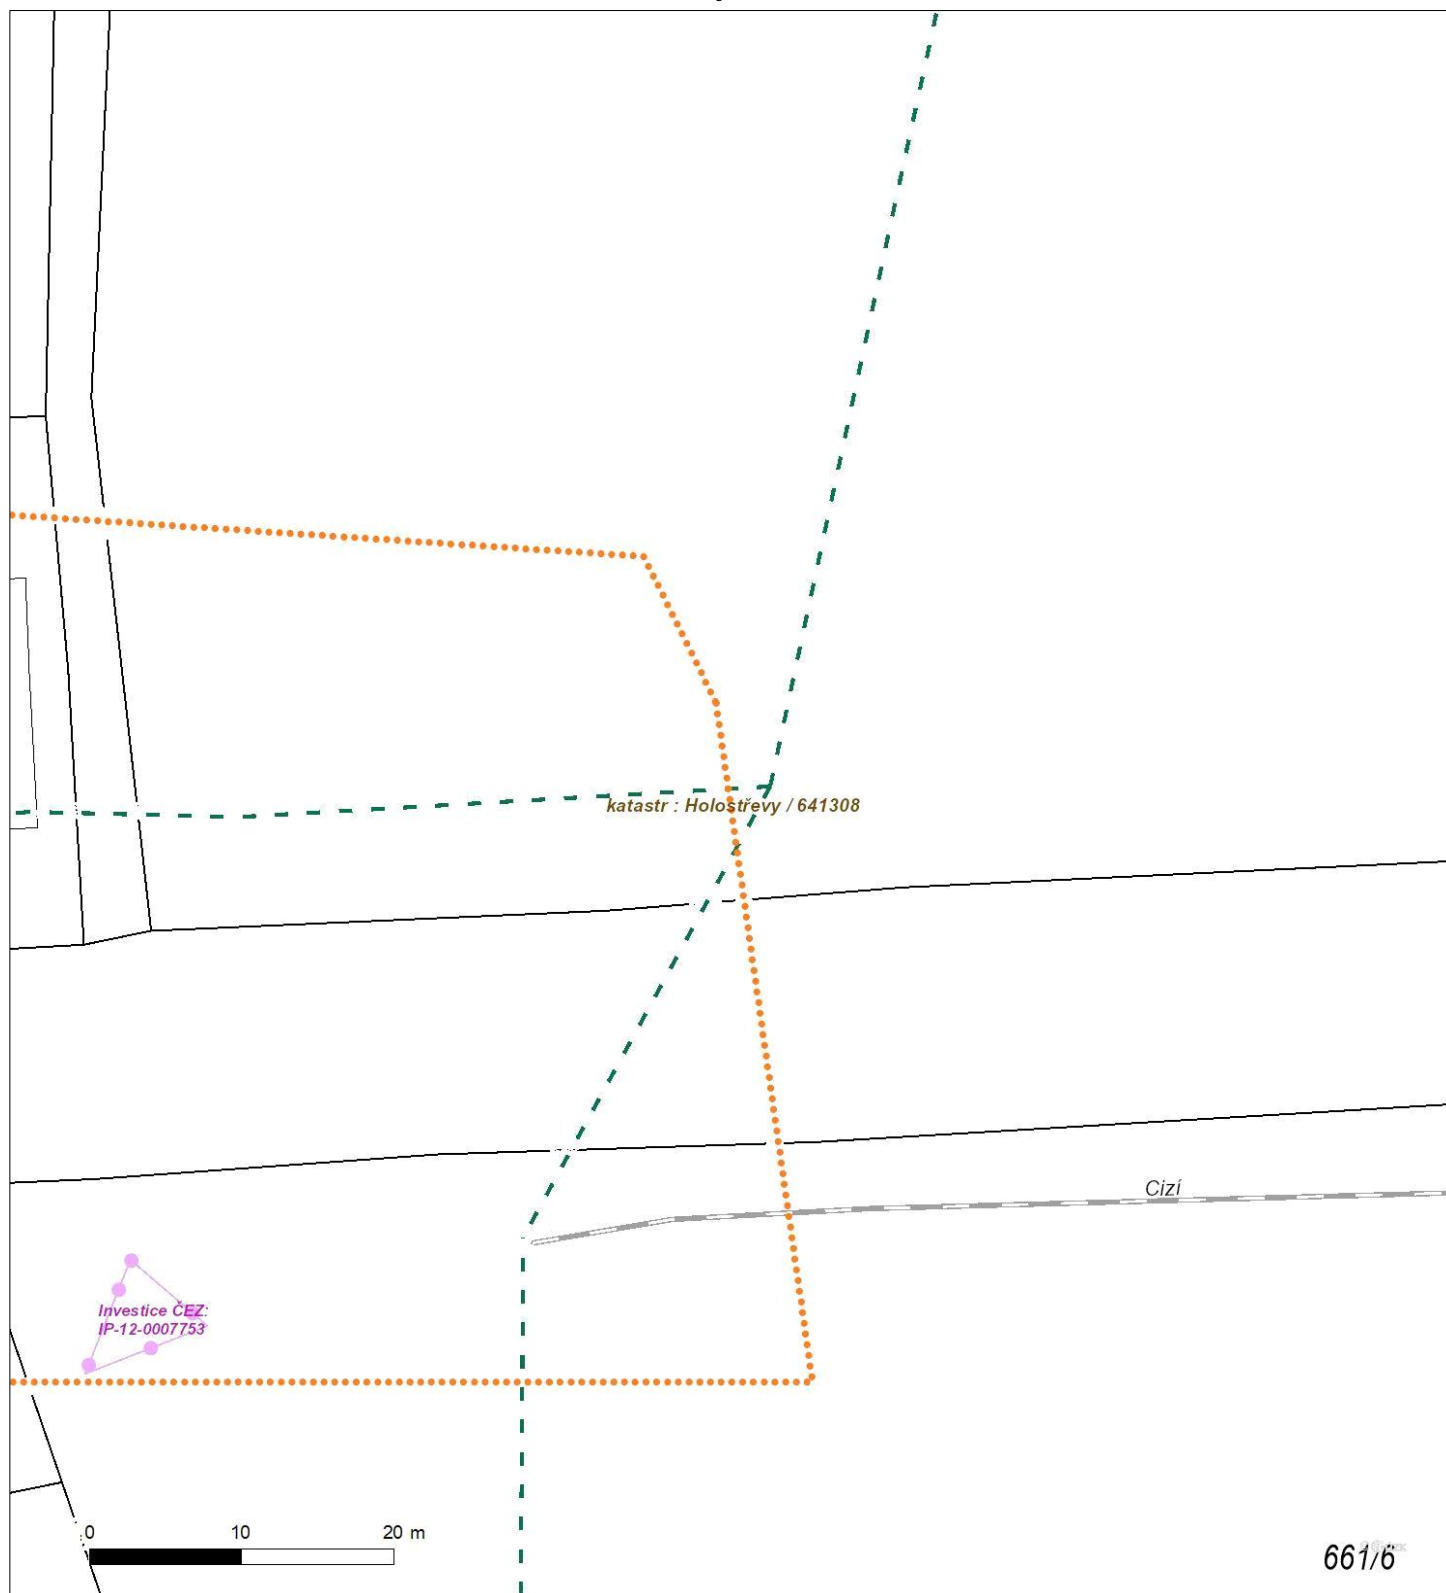 katastr : Holostřevy / 641308
Cizí
Investice ČEZ:
IP-12-0007753
0 10 20 m
661/6